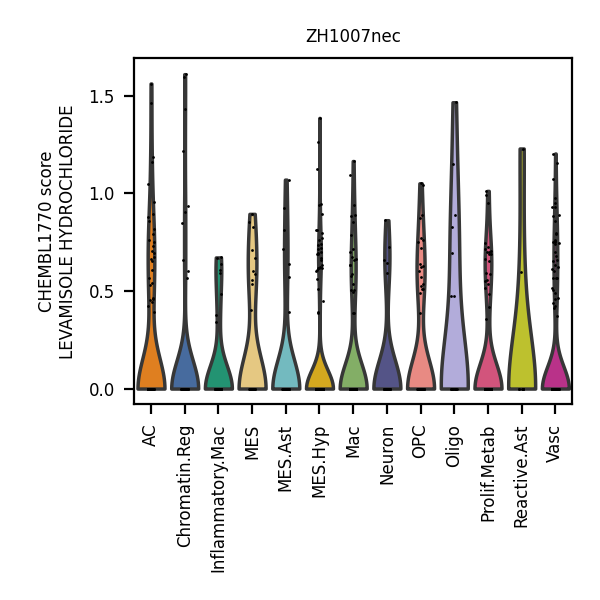 ZH1007nec
CHEMBL1770 score
LEVAMISOLE HYDROCHLORIDE
1.5
1.0
0.5
0.0
AC
Chromatin.Reg
Inflammatory.Mac
MES
MES.Ast
MES.Hyp
Mac
Neuron
OPC
Oligo
Prolif.Metab
Reactive.Ast
Vasc